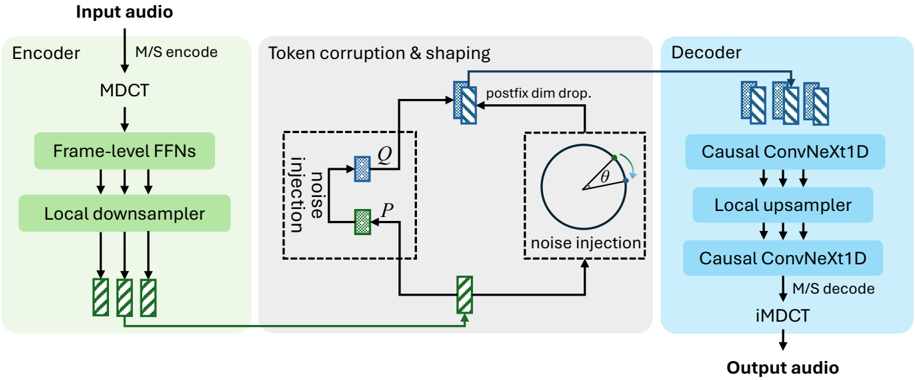 Input audio
Encoder
M/S encode
MDCT
Frame-level FFNs
Local downsampler
Token corruption & shaping
postfix dim drop.
noise
injection
Q
P
θ
noise injection
Decoder
Causal ConvNeXt1D
Local upsampler
Causal ConvNeXt1D
M/S decode
iMDCT
Output audio